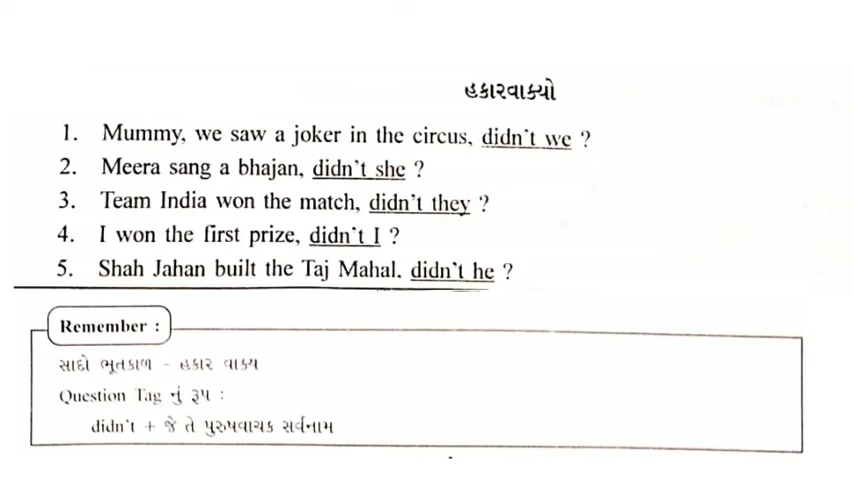 હકારવાક્યો
1. Mummy, we saw a joker in the circus, didn't we ?
2. Meera sang a bhajan, didn't she ?
3. Team India won the match, didn't they ?
4. I won the first prize, didn't I ?
5. Shah Jahan built the Taj Mahal. didn't he ?
Remember :
સાદો ભૂતકાળ - હકાર વાક્ય
Question Tag નું રૂપ :
didn't + જે તે પુરુષવાચક સર્વનામ